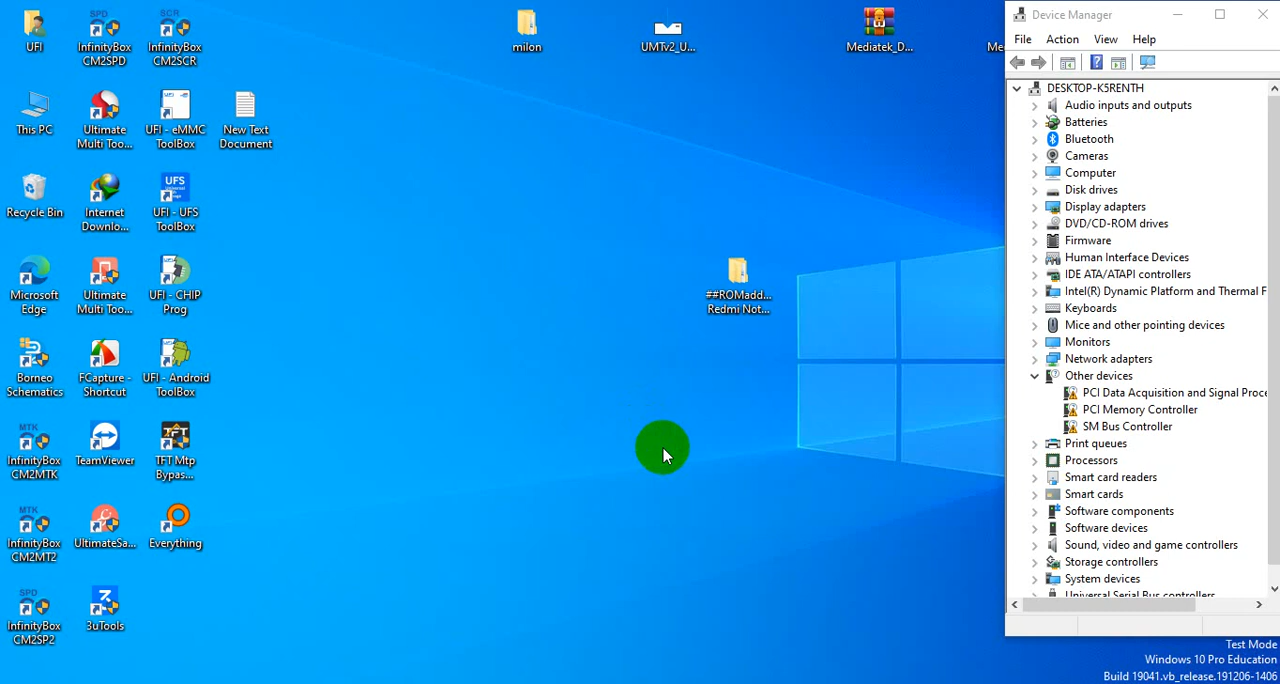 UFI
SPD
InfinityBox
CM2SPD
SCR
InfinityBox
CM2SCR
milon
UMTv2_U...
Mediatek_D...
Me
This PC
Ultimate
Multi Too...
UFI - eMMC
ToolBox
New Text
Document
Recycle Bin
Internet
Downlo...
UFS
UFI - UFS
ToolBox
Microsoft
Edge
Ultimate
Multi Too...
UFI - CHIP
Prog
##ROMadd...
Redmi Not...
Borneo
Schematics
FCapture -
Shortcut
UFI - Android
ToolBox
MTK
InfinityBox
CM2MTK
TeamViewer
TFT
TFT Mtp
Bypas...
MTK
InfinityBox
CM2MT2
UltimateSa...
Everything
SPD
InfinityBox
CM2SP2
3uTools
Device Manager
File Action View Help
DESKTOP-K5RENTH
Audio inputs and outputs
Batteries
Bluetooth
Cameras
Computer
Disk drives
Display adapters
DVD/CD-ROM drives
Firmware
Human Interface Devices
IDE ATA/ATAPI controllers
Intel(R) Dynamic Platform and Thermal F
Keyboards
Mice and other pointing devices
Monitors
Network adapters
Other devices
PCI Data Acquisition and Signal Proce
PCI Memory Controller
SM Bus Controller
Print queues
Processors
Smart card readers
Smart cards
Software components
Software devices
Sound, video and game controllers
Storage controllers
System devices
Universal Serial Bus controllers
Test Mode
Windows 10 Pro Education
Build 19041.vb_release.191206-1406